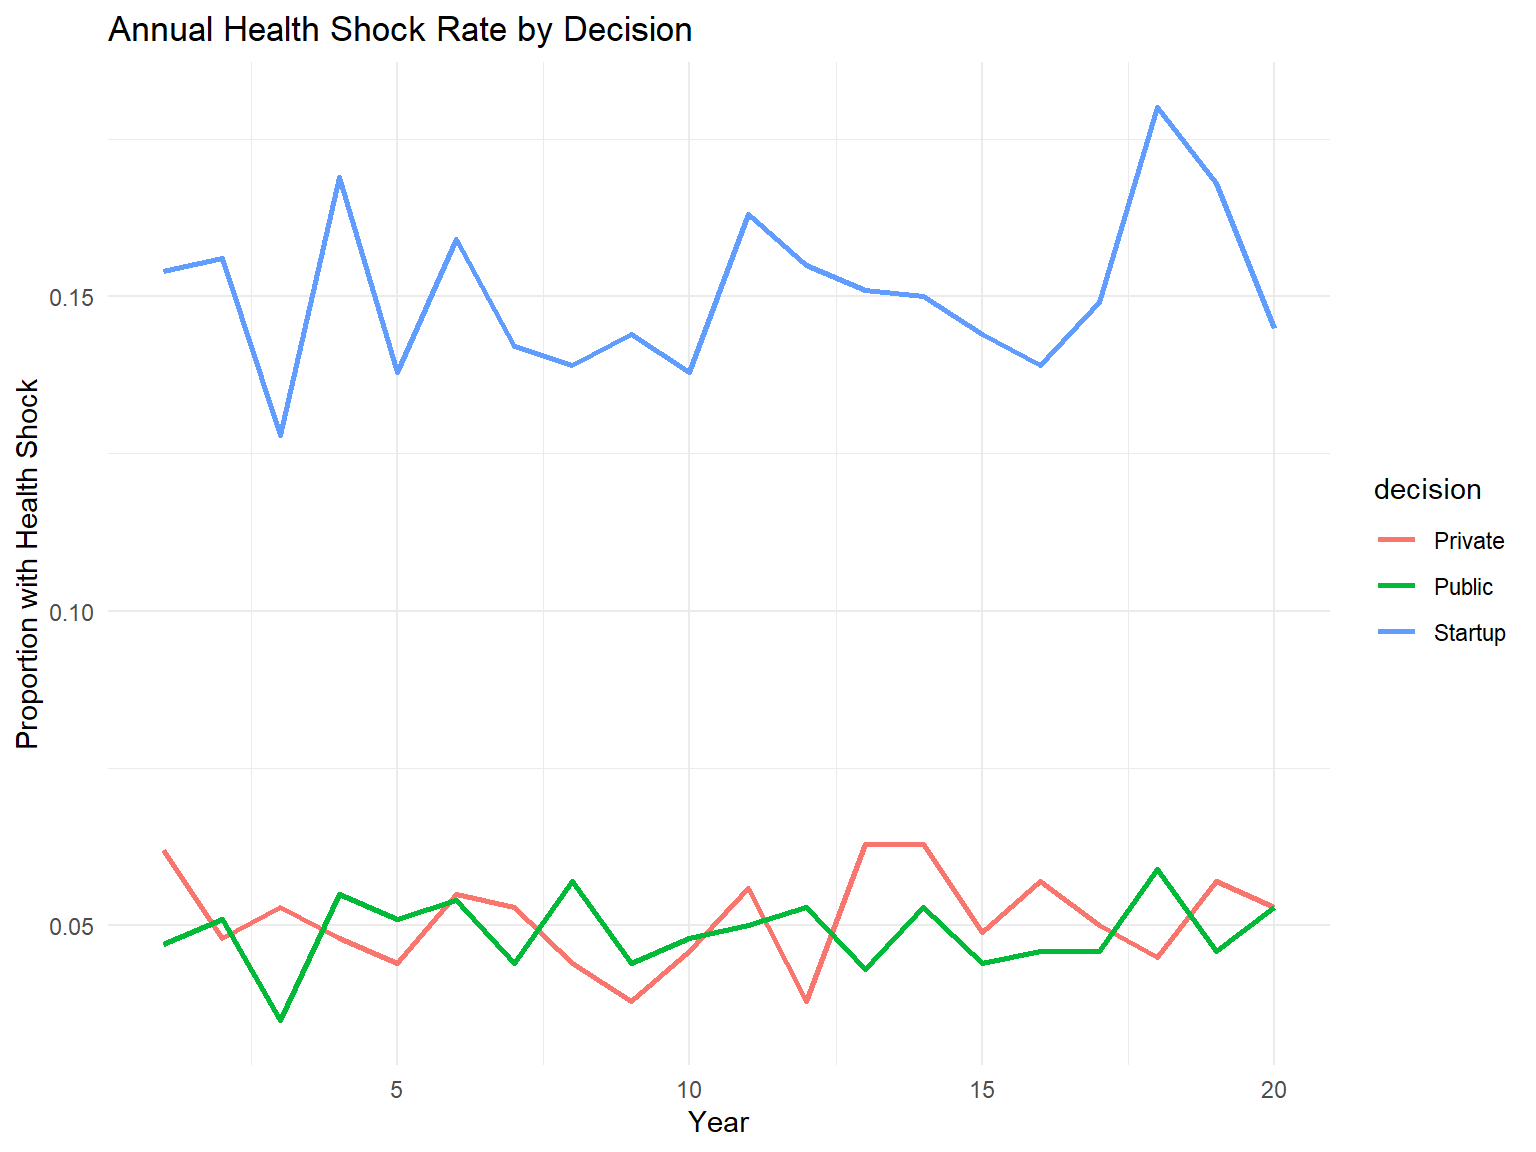 Annual Health Shock Rate by Decision
Proportion with Health Shock
0.15
0.10
0.05
5
10
15
20
Year
decision
Private
Public
Startup